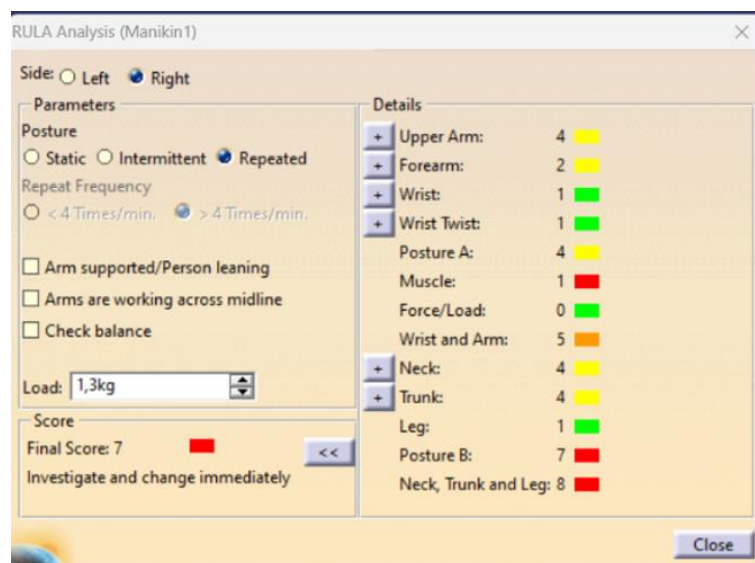 RULA Analysis (Manikin1)
Side: Left Right
Parameters
Posture
Static Intermittent Repeated
Repeat Frequency
< 4 Times/min. > 4 Times/min.
Arm supported/Person leaning
Arms are working across midline
Check balance
Load: 1,3kg
Score
Final Score: 7
<<
Investigate and change immediately
Details
+ Upper Arm: 4
+ Forearm: 2
+ Wrist: 1
+ Wrist Twist: 1
Posture A: 4
Muscle: 1
Force/Load: 0
Wrist and Arm: 5
+ Neck: 4
+ Trunk: 4
Leg: 1
Posture B: 7
Neck, Trunk and Leg: 8
Close